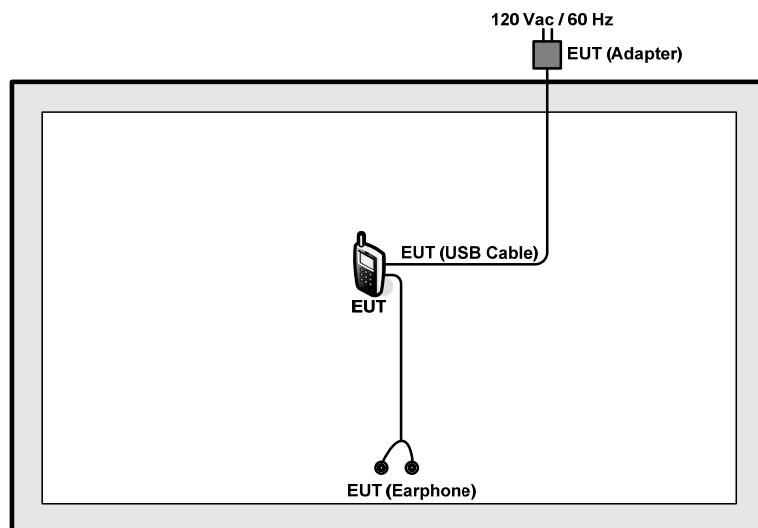 120 Vac / 60 Hz
EUT (Adapter)
EUT (USB Cable)
EUT
EUT (Earphone)